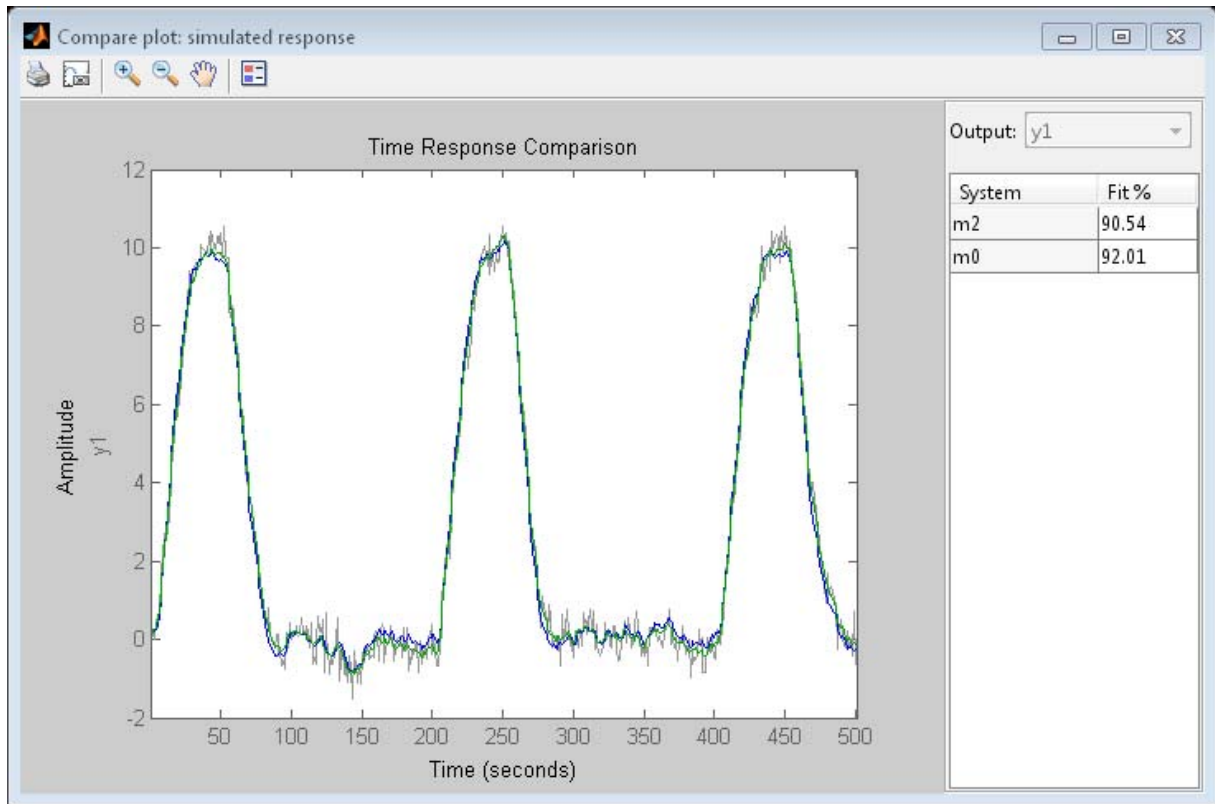 Compare plot: simulated response
Time Response Comparison
12
10
8
6
4
2
0
-2
50 100 150 200 250 300 350 400 450 500
Amplitude
y1
Time (seconds)
Output: y1
System Fit %
m2 90.54
m0 92.01